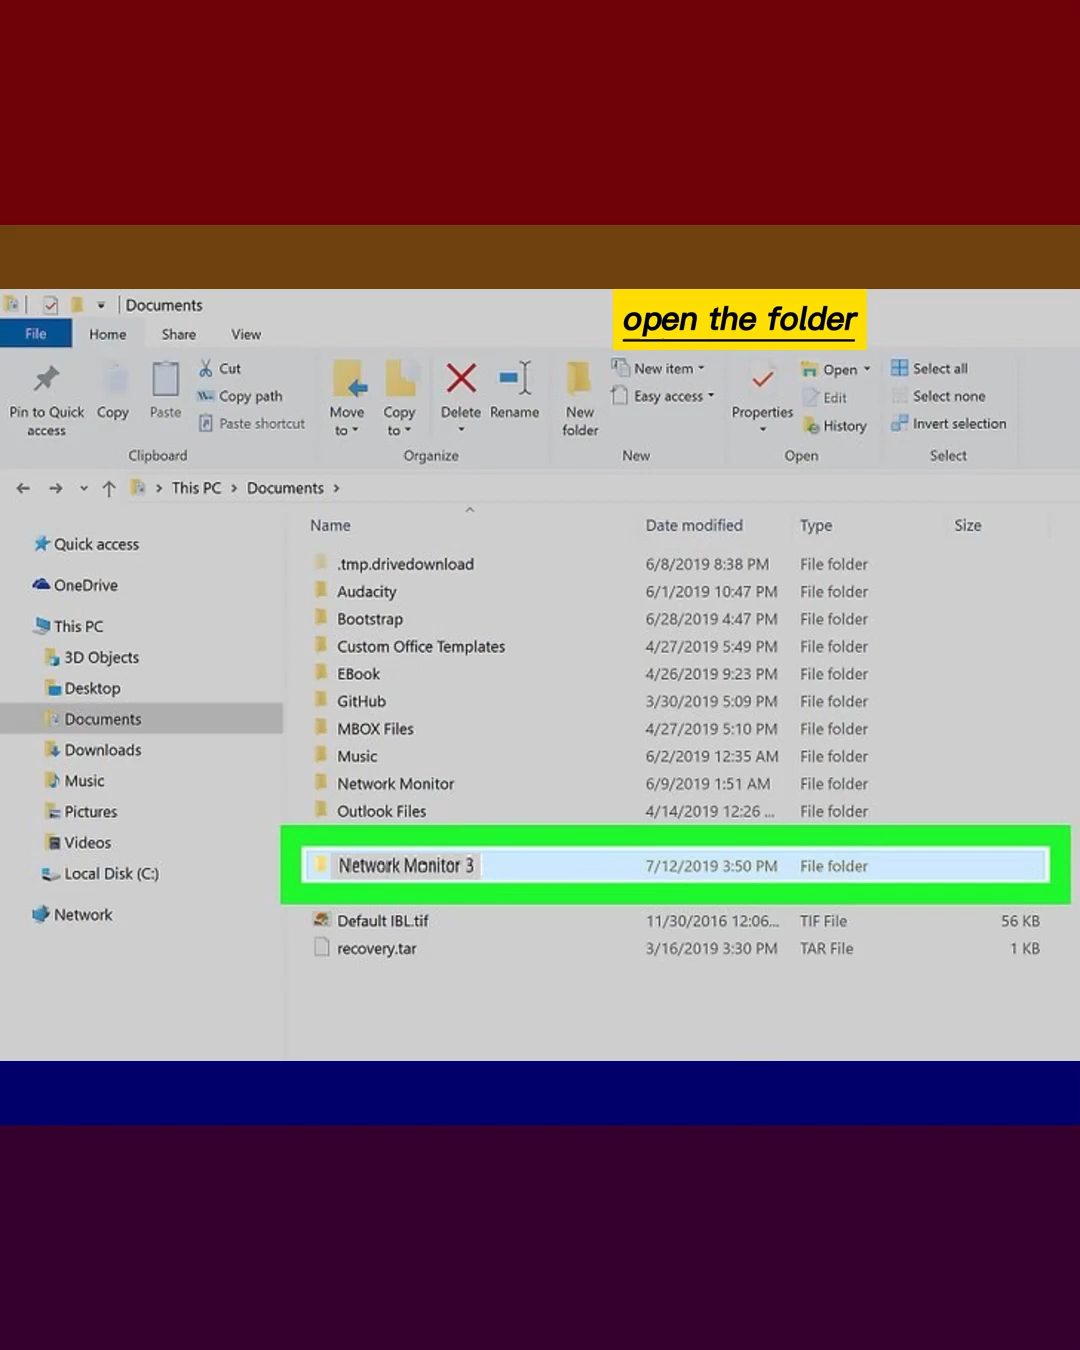 Documents
open the folder
File Home Share View
Pin to Quick access
Copy
Paste
Cut
Copy path
Paste shortcut
Clipboard
Move to
Copy to
Delete
Rename
Organize
New folder
New item
Easy access
New
Properties
Open
Edit
History
Open
Select all
Select none
Invert selection
Select
This PC > Documents >
Quick access
OneDrive
This PC
3D Objects
Desktop
Documents
Downloads
Music
Pictures
Videos
Local Disk (C:)
Network
Name Date modified Type Size
.tmp.drivedownload 6/8/2019 8:38 PM File folder
Audacity 6/1/2019 10:47 PM File folder
Bootstrap 6/28/2019 4:47 PM File folder
Custom Office Templates 4/27/2019 5:49 PM File folder
EBook 4/26/2019 9:23 PM File folder
GitHub 3/30/2019 5:09 PM File folder
MBOX Files 4/27/2019 5:10 PM File folder
Music 6/2/2019 12:35 AM File folder
Network Monitor 6/9/2019 1:51 AM File folder
Outlook Files 4/14/2019 12:26 ... File folder
Network Monitor 3 7/12/2019 3:50 PM File folder
Default IBL.tif 11/30/2016 12:06... TIF File 56 KB
recovery.tar 3/16/2019 3:30 PM TAR File 1 KB